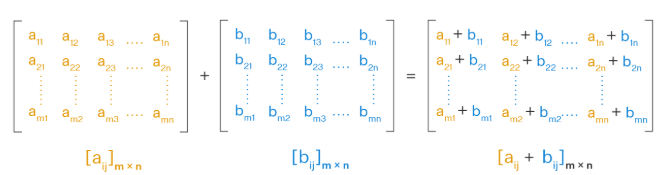 a11 a12 a13 .... a1n + b11 b12 b13 .... b1n = a11 + b11 a12 + b12 .... a1n + b1n
a21 a22 a23 .... a2n b21 b22 b23 .... b2n a21 + b21 a22 + b22 .... a2n + b2n
am1 am2 am3 .... amn bm1 bm2 bm3 .... bmn am1 + bm1 am2 + bm2 .... amn + bmn
[aij]m × n [bij]m × n [aij + bij]m × n